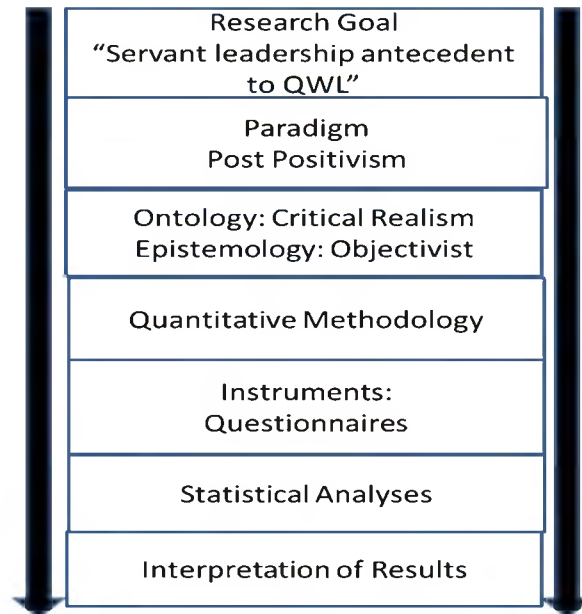 Research Goal
“Servant leadership antecedent
to QWL”
Paradigm
Post Positivism
Ontology: Critical Realism
Epistemology: Objectivist
Quantitative Methodology
Instruments:
Questionnaires
Statistical Analyses
Interpretation of Results